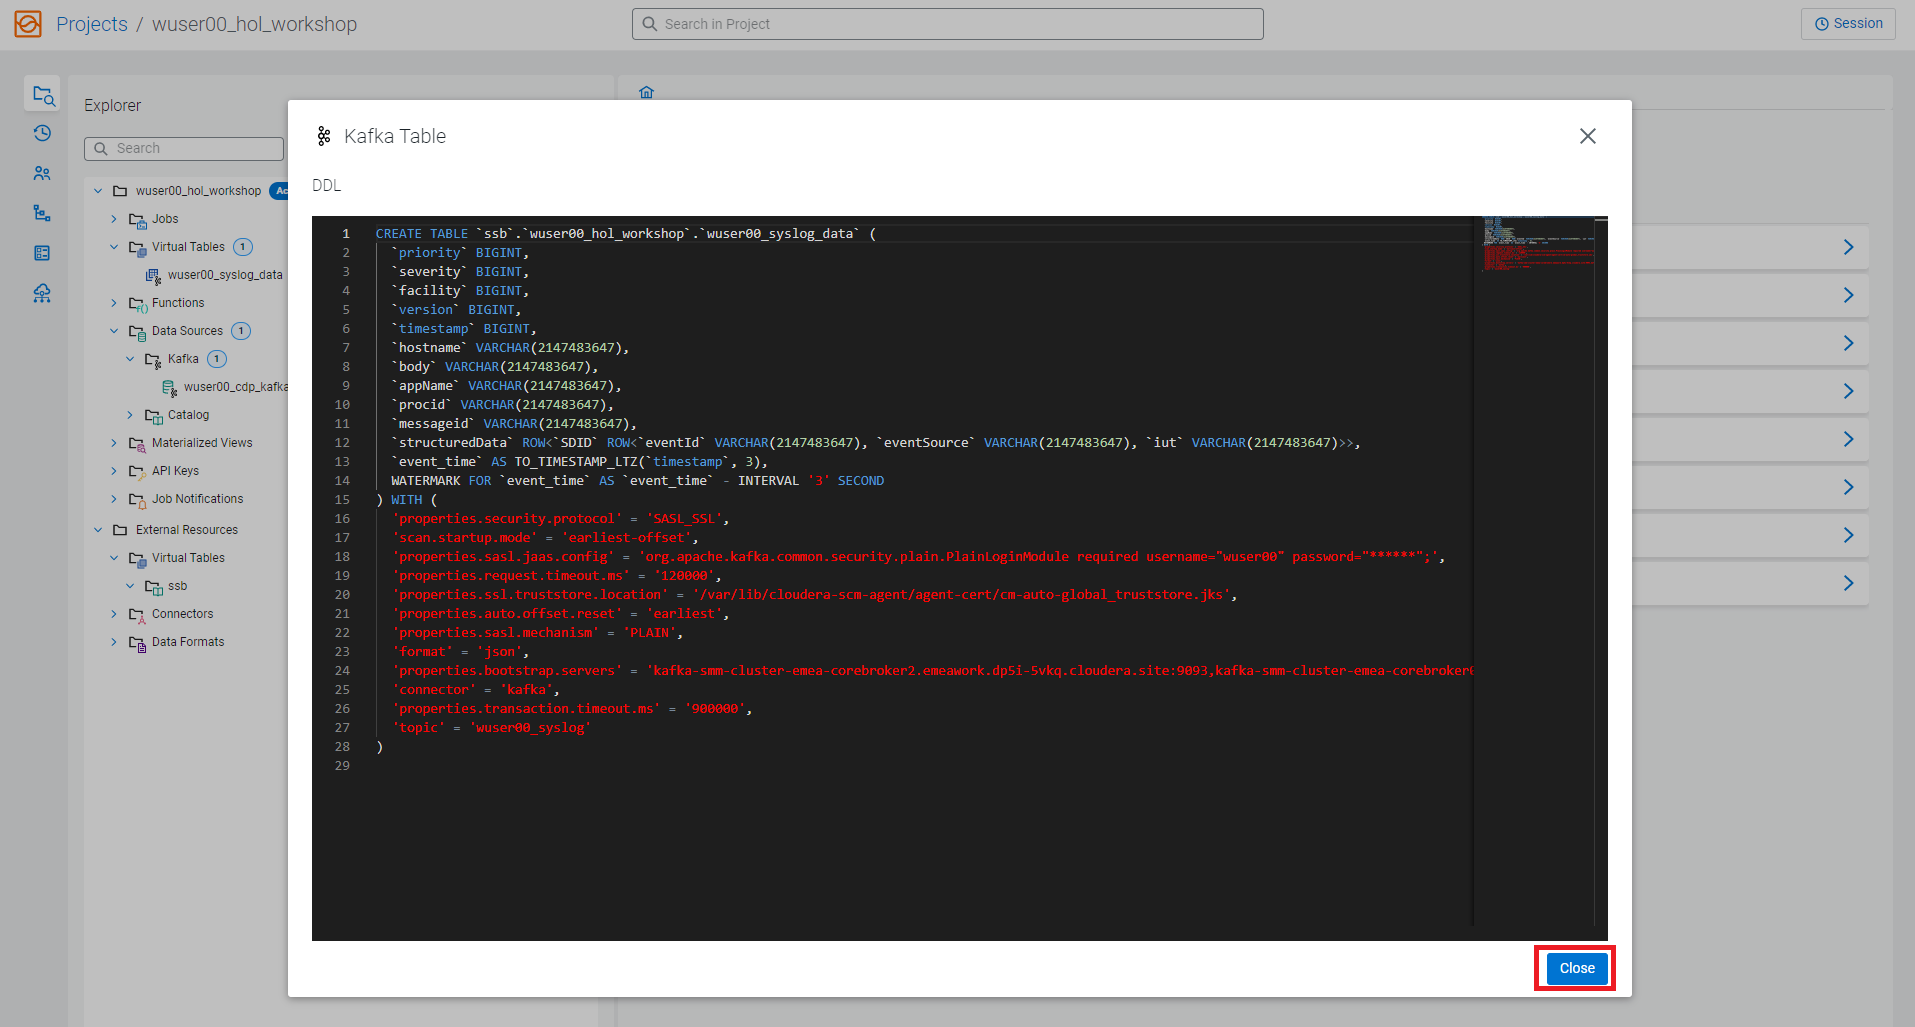 Projects / wuser00_hol_workshop
Search in Project
Session
Explorer
Search
wuser00_hol_workshop
Jobs
Virtual Tables 1
wuser00_syslog_data
Functions
Data Sources 1
Kafka 1
wuser00_cdp_kafka
Catalog
Materialized Views
API Keys
Job Notifications
External Resources
Virtual Tables
ssb
Connectors
Data Formats
Kafka Table
DDL
1 CREATE TABLE `ssb`.`wuser00_hol_workshop`.`wuser00_syslog_data` (
2 `priority` BIGINT,
3 `severity` BIGINT,
4 `facility` BIGINT,
5 `version` BIGINT,
6 `timestamp` BIGINT,
7 `hostname` VARCHAR(2147483647),
8 `body` VARCHAR(2147483647),
9 `appName` VARCHAR(2147483647),
10 `procid` VARCHAR(2147483647),
11 `messageid` VARCHAR(2147483647),
12 `structuredData` ROW<`SDID` ROW<`eventId` VARCHAR(2147483647), `eventSource` VARCHAR(2147483647), `iut` VARCHAR(2147483647)>>,
13 `event_time` AS TO_TIMESTAMP_LTZ(`timestamp`, 3),
14 WATERMARK FOR `event_time` AS `event_time` - INTERVAL '3' SECOND
15 ) WITH (
16 'properties.security.protocol' = 'SASL_SSL',
17 'scan.startup.mode' = 'earliest-offset',
18 'properties.sasl.jaas.config' = 'org.apache.kafka.common.security.plain.PlainLoginModule required username="wuser00" password="******";',
19 'properties.request.timeout.ms' = '120000',
20 'properties.ssl.truststore.location' = '/var/lib/cloudera-scm-agent/agent-cert/cm-auto-global_truststore.jks',
21 'properties.auto.offset.reset' = 'earliest',
22 'properties.sasl.mechanism' = 'PLAIN',
23 'format' = 'json',
24 'properties.bootstrap.servers' = 'kafka-smm-cluster-emea-corebroker2.emeawork.dp5i-5vkq.cloudera.site:9093,kafka-smm-cluster-emea-corebroker
25 'connector' = 'kafka',
26 'properties.transaction.timeout.ms' = '900000',
27 'topic' = 'wuser00_syslog'
28 )
29
Close